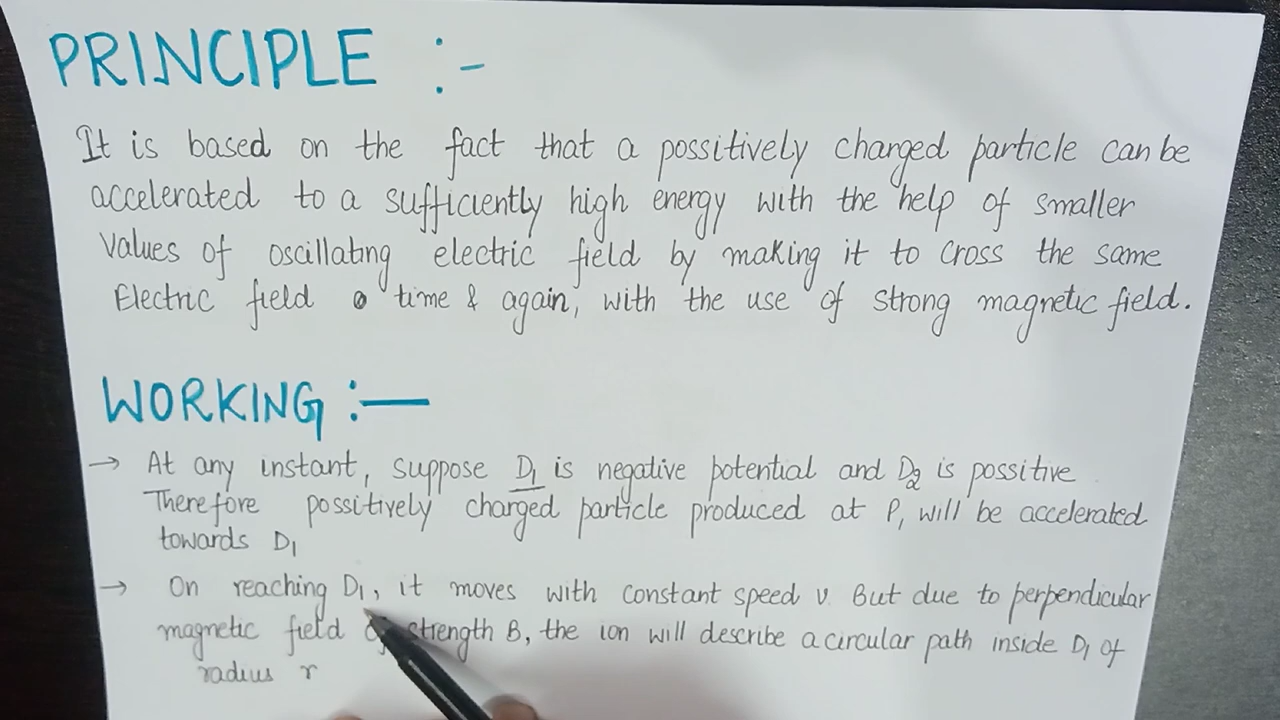 PRINCIPLE :-
It is based on the fact that a possitively charged particle can be
accelerated to a sufficiently high energy with the help of smaller
values of oscillating electric field by making it to cross the same
Electric field time & again, with the use of strong magnetic field.
WORKING :—
→ At any instant, suppose D1 is negative potential and D2 is possitive
Therefore possitively charged particle produced at P, will be accelerated
towards D1
→ On reaching D1, it moves with constant speed v. But due to perpendicular
magnetic field of strength B, the ion will describe a circular path inside D1 of
radius r